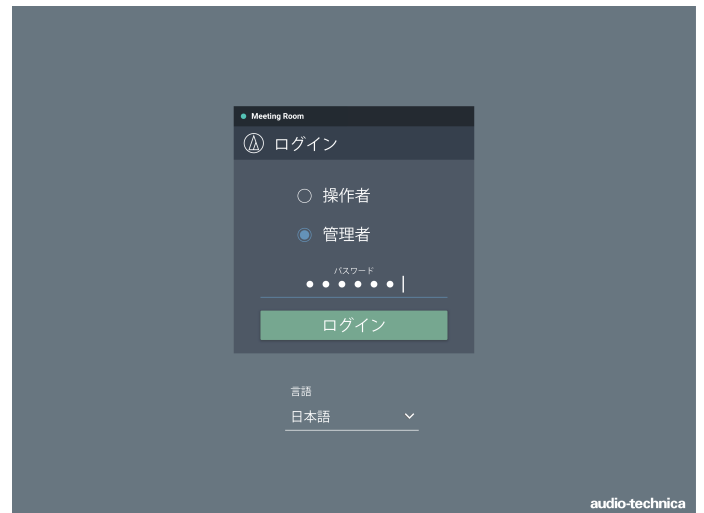 Meeting Room
ログイン
操作者
管理者
パスワード
ログイン
言語
日本語
audio-technica